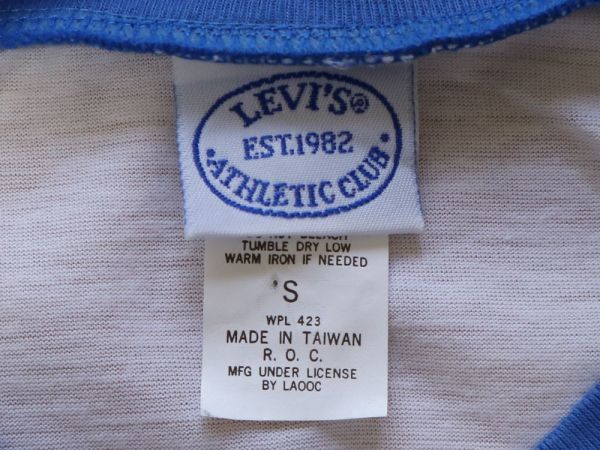 LEVI'S®
EST.1982
• ATHLETIC CLUB •
TUMBLE DRY LOW
WARM IRON IF NEEDED
S
WPL 423
MADE IN TAIWAN
R. O. C.
MFG UNDER LICENSE
BY LAOOC